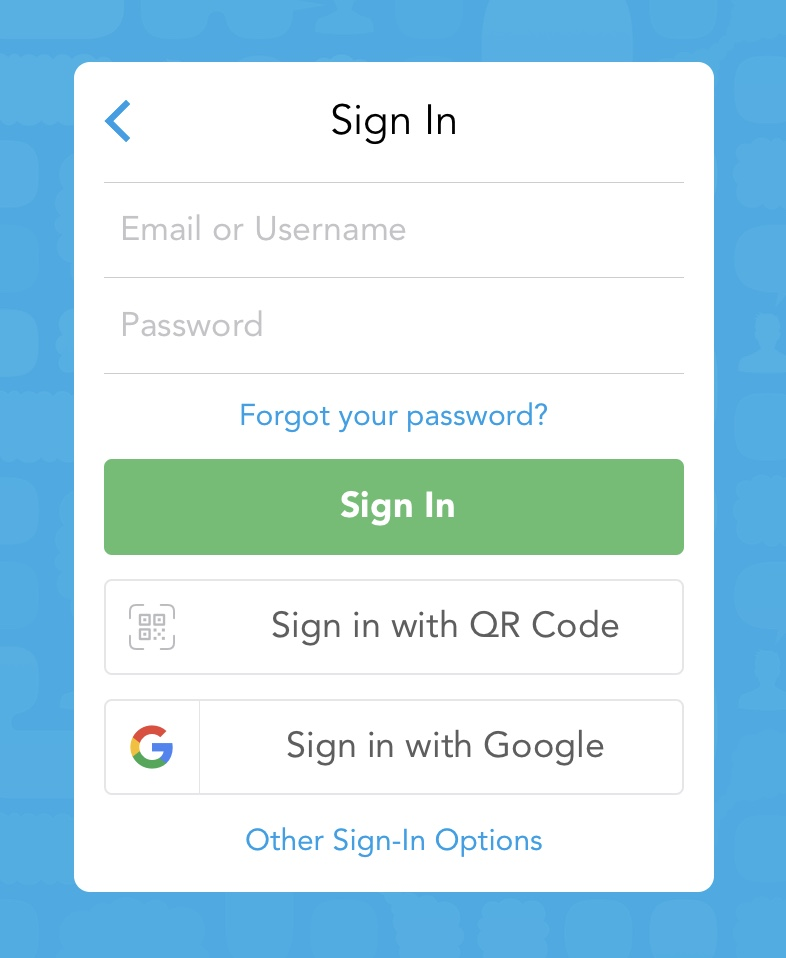 Sign In
Email or Username
Password
Forgot your password?
Sign In
Sign in with QR Code
Sign in with Google
Other Sign-In Options